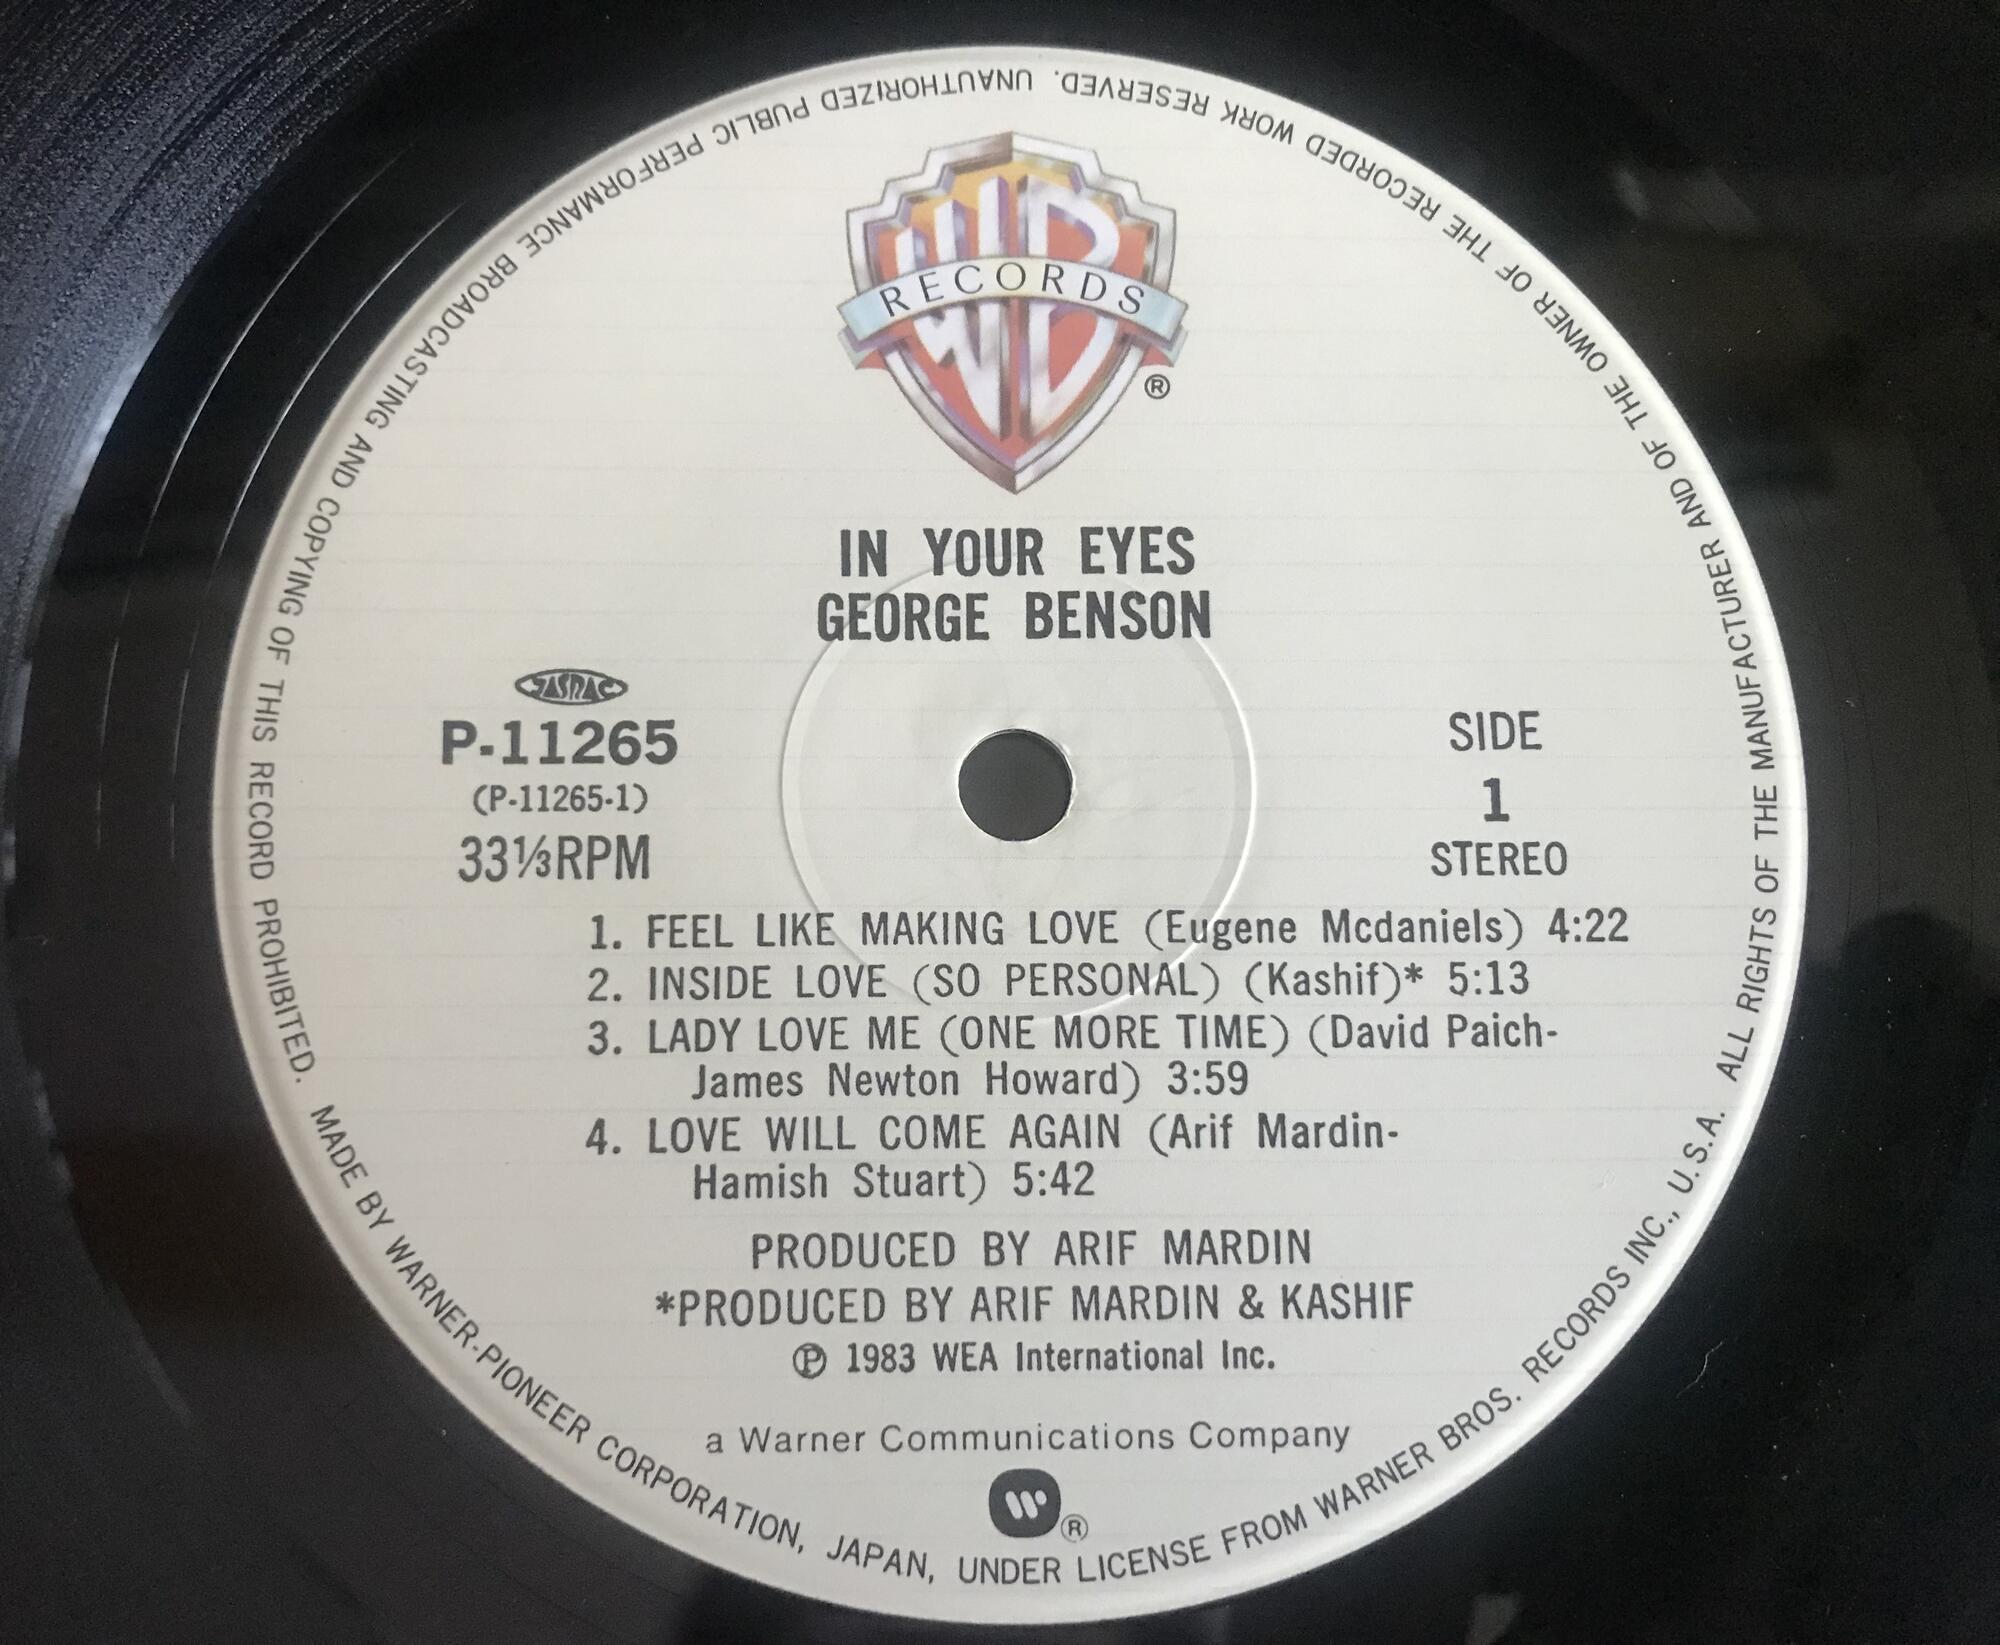 WB
RECORDS
®
IN YOUR EYES
GEORGE BENSON
JASRAC
P-11265
(P-11265-1)
33⅓RPM
SIDE
1
STEREO
1. FEEL LIKE MAKING LOVE (Eugene Mcdaniels) 4:22
2. INSIDE LOVE (SO PERSONAL) (Kashif)* 5:13
3. LADY LOVE ME (ONE MORE TIME) (David Paich-
James Newton Howard) 3:59
4. LOVE WILL COME AGAIN (Arif Mardin-
Hamish Stuart) 5:42
PRODUCED BY ARIF MARDIN
*PRODUCED BY ARIF MARDIN & KASHIF
℗ 1983 WEA International Inc.
a Warner Communications Company
®
MADE BY WARNER-PIONEER CORPORATION, JAPAN, UNDER LICENSE FROM WARNER BROS. RECORDS INC., U.S.A. ALL RIGHTS OF THE MANUFACTURER AND OF THE OWNER OF THE RECORDED WORK RESERVED. UNAUTHORIZED PUBLIC PERFORMANCE BROADCASTING AND COPYING OF THIS RECORD PROHIBITED.